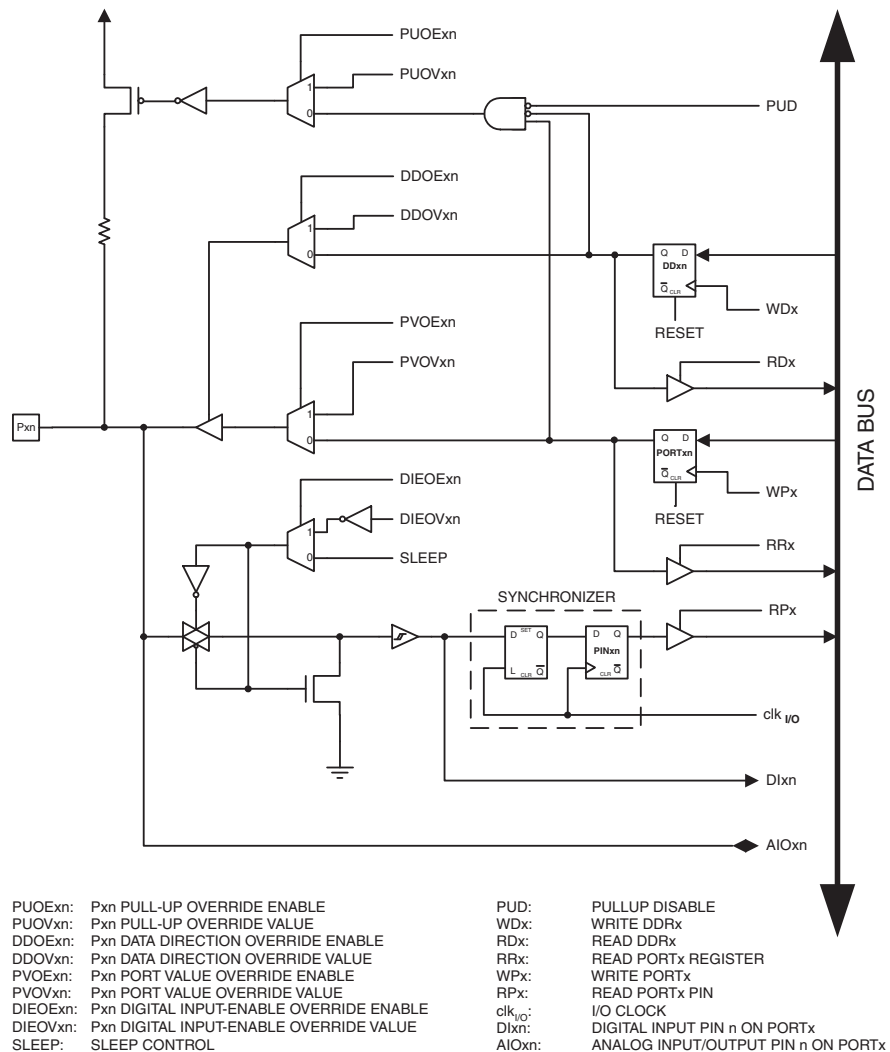 PUOExn
PUOVxn
1
0
PUD
DDOExn
DDOVxn
1
0
Q D
DDxn
Q CLR
WDx
RESET
RDx
PVOExn
PVOVxn
1
0
Pxn
Q D
PORTxn
Q CLR
WPx
RESET
RRx
DATA BUS
DIEOExn
DIEOVxn
1
0
SLEEP
SYNCHRONIZER
RPx
D SET Q
L CLR Q
D Q
PINxn
CLR Q
clk I/O
DIxn
AIOxn
PUOExn: Pxn PULL-UP OVERRIDE ENABLE
PUOVxn: Pxn PULL-UP OVERRIDE VALUE
DDOExn: Pxn DATA DIRECTION OVERRIDE ENABLE
DDOVxn: Pxn DATA DIRECTION OVERRIDE VALUE
PVOExn: Pxn PORT VALUE OVERRIDE ENABLE
PVOVxn: Pxn PORT VALUE OVERRIDE VALUE
DIEOExn: Pxn DIGITAL INPUT-ENABLE OVERRIDE ENABLE
DIEOVxn: Pxn DIGITAL INPUT-ENABLE OVERRIDE VALUE
SLEEP: SLEEP CONTROL
PUD: PULLUP DISABLE
WDx: WRITE DDRx
RDx: READ DDRx
RRx: READ PORTx REGISTER
WPx: WRITE PORTx
RPx: READ PORTx PIN
clk I/O: I/O CLOCK
DIxn: DIGITAL INPUT PIN n ON PORTx
AIOxn: ANALOG INPUT/OUTPUT PIN n ON PORTx